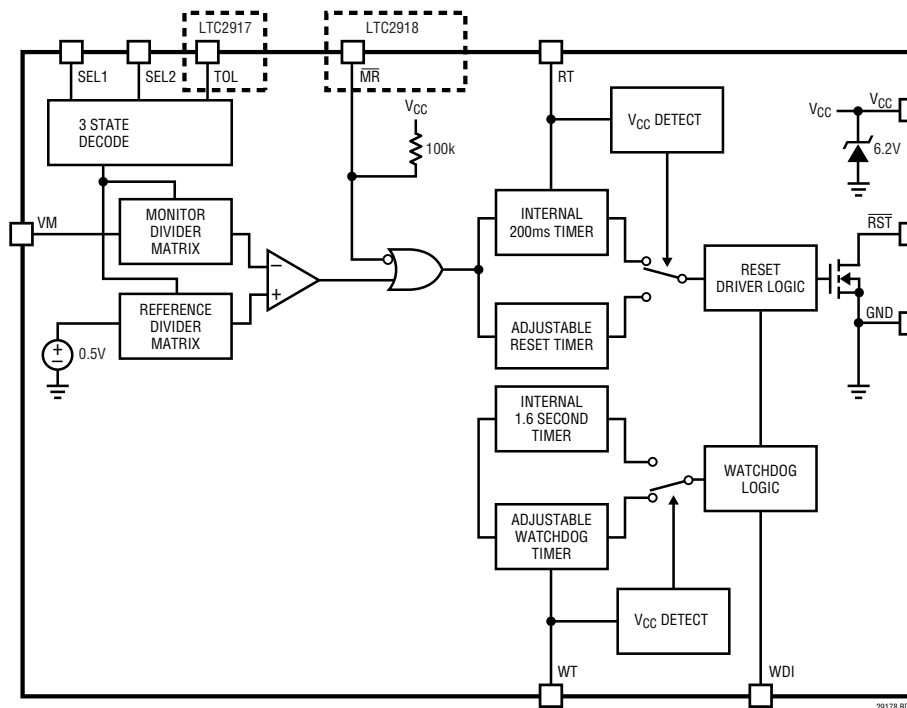 LTC2917
LTC2918
SEL1
SEL2
TOL
M̅R̅
RT
3 STATE
DECODE
VCC
100k
VCC DETECT
VCC
VCC
6.2V
VM
MONITOR
DIVIDER
MATRIX
−
+
REFERENCE
DIVIDER
MATRIX
+
−
0.5V
INTERNAL
200ms TIMER
ADJUSTABLE
RESET TIMER
RESET
DRIVER LOGIC
R̅S̅T̅
GND
INTERNAL
1.6 SECOND
TIMER
ADJUSTABLE
WATCHDOG
TIMER
WATCHDOG
LOGIC
VCC DETECT
WT
WDI